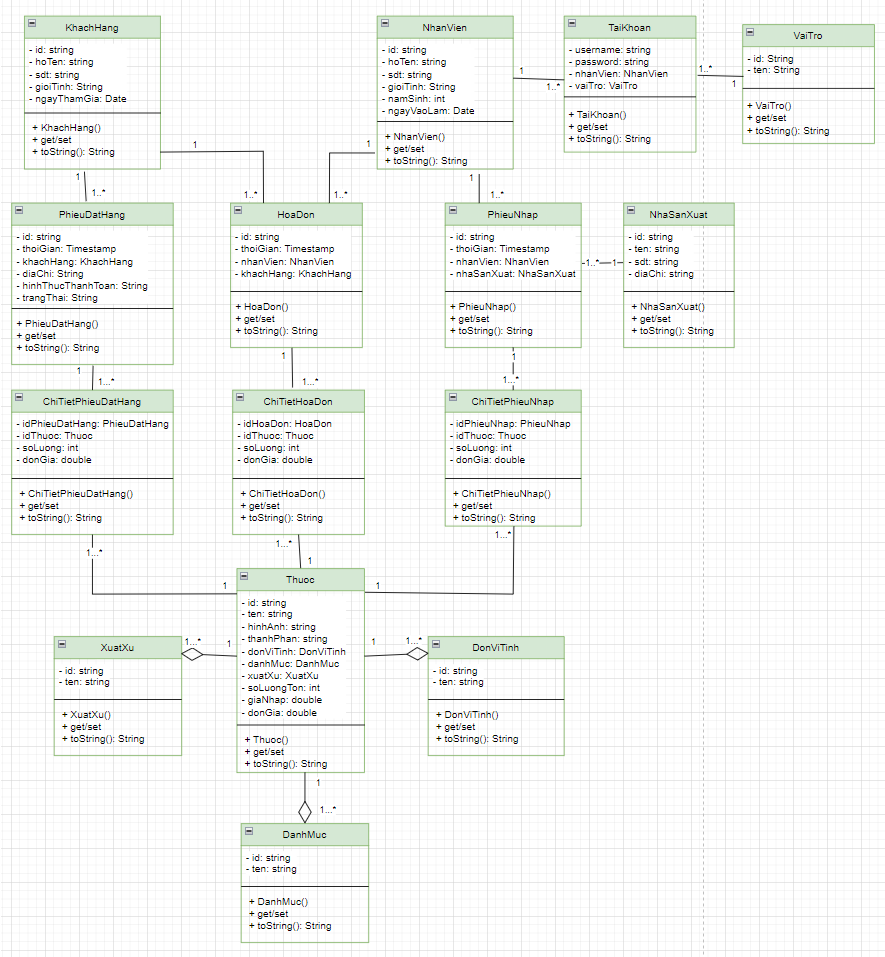 KhachHang
- id: string
- hoTen: string
- sdt: string
- gioiTinh: String
- ngayThamGia: Date
+ KhachHang()
+ get/set
+ toString(): String
NhanVien
- id: string
- hoTen: string
- sdt: string
- gioiTinh: String
- namSinh: int
- ngayVaoLam: Date
+ NhanVien()
+ get/set
+ toString(): String
1
1..*
TaiKhoan
- username: string
- password: string
- nhanVien: NhanVien
- vaiTro: VaiTro
+ TaiKhoan()
+ get/set
+ toString(): String
1..*
1
VaiTro
- id: String
- ten: String
+ VaiTro()
+ get/set
+ toString(): String
1
1..*
1
1..*
1
1..*
1
1..*
PhieuDatHang
- id: string
- thoiGian: Timestamp
- khachHang: KhachHang
- diaChi: String
- hinhThucThanhToan: String
- trangThai: String
+ PhieuDatHang()
+ get/set
+ toString(): String
HoaDon
- id: string
- thoiGian: Timestamp
- nhanVien: NhanVien
- khachHang: KhachHang
+ HoaDon()
+ get/set
+ toString(): String
PhieuNhap
- id: string
- thoiGian: Timestamp
- nhanVien: NhanVien
- nhaSanXuat: NhaSanXuat
+ PhieuNhap()
+ get/set
+ toString(): String
1..*
1
NhaSanXuat
- id: string
- ten: string
- sdt: string
- diaChi: string
+ NhaSanXuat()
+ get/set
+ toString(): String
1
1...*
1
1...*
1
1...*
ChiTietPhieuDatHang
- idPhieuDatHang: PhieuDatHang
- idThuoc: Thuoc
- soLuong: int
- donGia: double
+ ChiTietPhieuDatHang()
+ get/set
+ toString(): String
ChiTietHoaDon
- idHoaDon: HoaDon
- idThuoc: Thuoc
- soLuong: int
- donGia: double
+ ChiTietHoaDon()
+ get/set
+ toString(): String
ChiTietPhieuNhap
- idPhieuNhap: PhieuNhap
- idThuoc: Thuoc
- soLuong: int
- donGia: double
+ ChiTietPhieuNhap()
+ get/set
+ toString(): String
1...*
1
1...*
1
1...*
1
Thuoc
- id: string
- ten: string
- hinhAnh: string
- thanhPhan: string
- donViTinh: DonViTinh
- danhMuc: DanhMuc
- xuatXu: XuatXu
- soLuongTon: int
- giaNhap: double
- donGia: double
+ Thuoc()
+ get/set
+ toString(): String
XuatXu
- id: string
- ten: string
+ XuatXu()
+ get/set
+ toString(): String
1...*
1
1
1...*
DonViTinh
- id: string
- ten: string
+ DonViTinh()
+ get/set
+ toString(): String
1
1...*
DanhMuc
- id: string
- ten: string
+ DanhMuc()
+ get/set
+ toString(): String